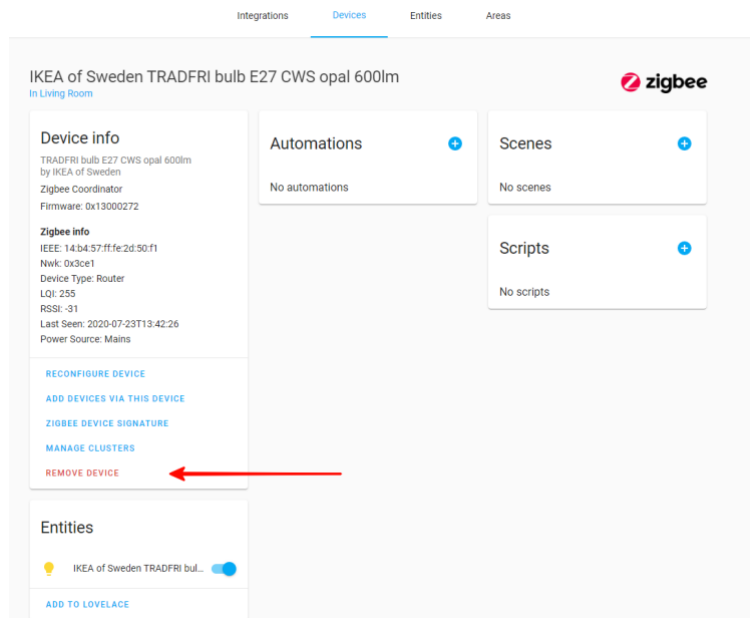 Integrations
Devices
Entities
Areas
IKEA of Sweden TRADFRI bulb E27 CWS opal 600lm
In Living Room
zigbee
Device info
TRADFRI bulb E27 CWS opal 600lm
by IKEA of Sweden
Zigbee Coordinator
Firmware: 0x13000272
Zigbee info
IEEE: 14:b4:57:ff:fe:2d:50:f1
Nwk: 0x3ce1
Device Type: Router
LQI: 255
RSSI: -31
Last Seen: 2020-07-23T13:42:26
Power Source: Mains
RECONFIGURE DEVICE
ADD DEVICES VIA THIS DEVICE
ZIGBEE DEVICE SIGNATURE
MANAGE CLUSTERS
REMOVE DEVICE
Automations
No automations
Scenes
No scenes
Scripts
No scripts
Entities
IKEA of Sweden TRADFRI bul...
ADD TO LOVELACE